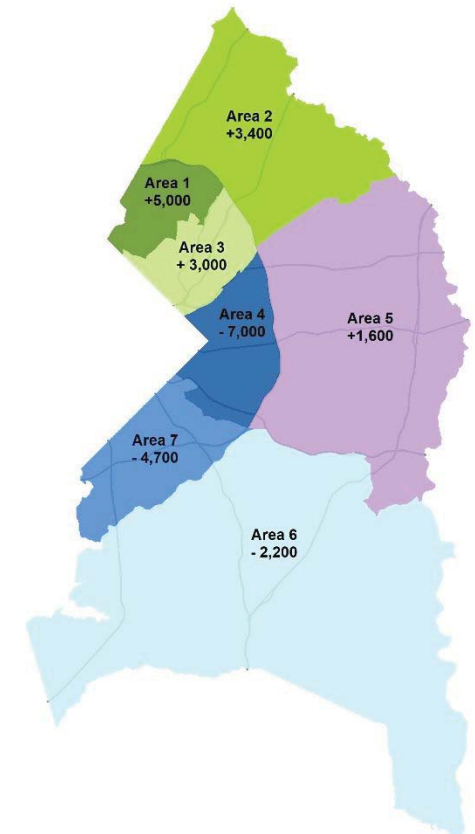 Area 2
+3,400
Area 1
+5,000
Area 3
+ 3,000
Area 4
- 7,000
Area 5
+1,600
Area 7
- 4,700
Area 6
- 2,200